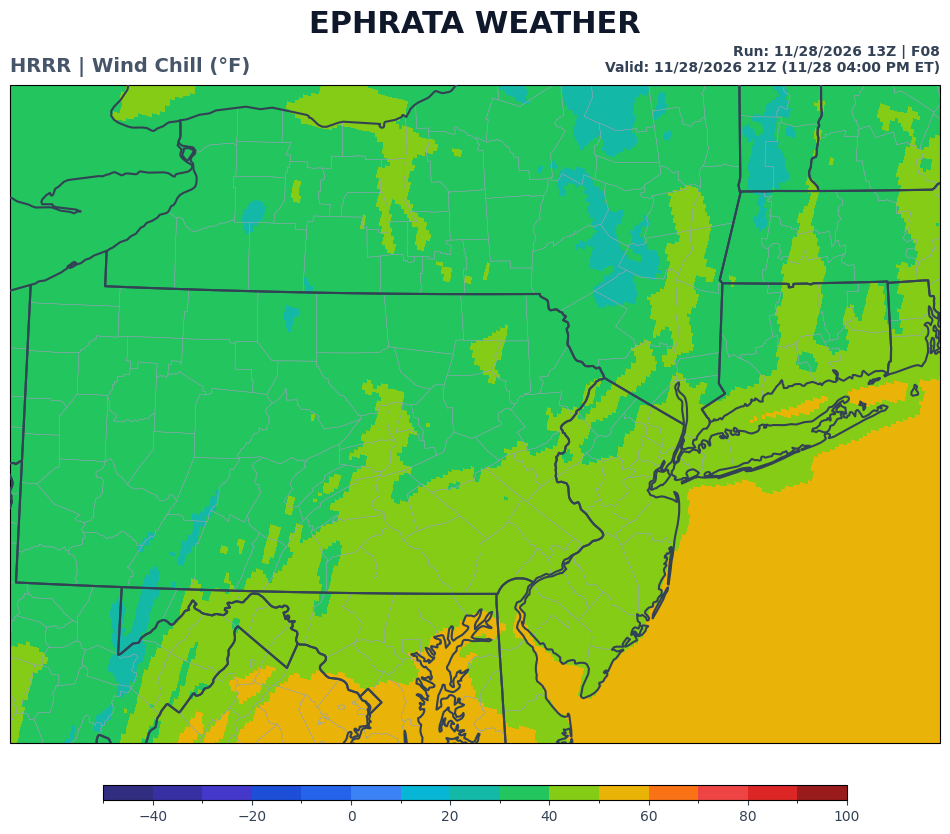 EPHRATA WEATHER
HRRR | Wind Chill (°F)
Run: 11/28/2026 13Z | F08
Valid: 11/28/2026 21Z (11/28 04:00 PM ET)
−40 −20 0 20 40 60 80 100